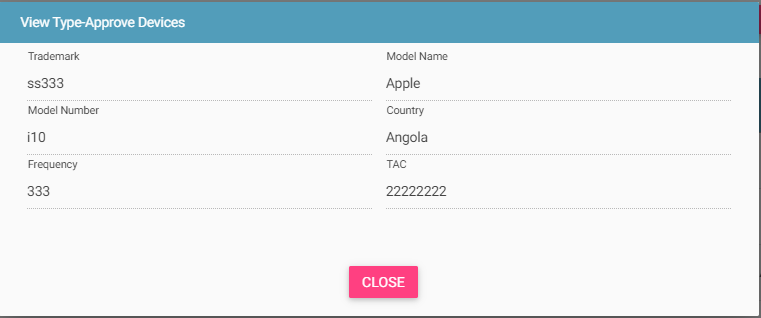 View Type-Approve Devices
Trademark
Model Name
ss333
Apple
Model Number
Country
i10
Angola
Frequency
TAC
333
22222222
CLOSE